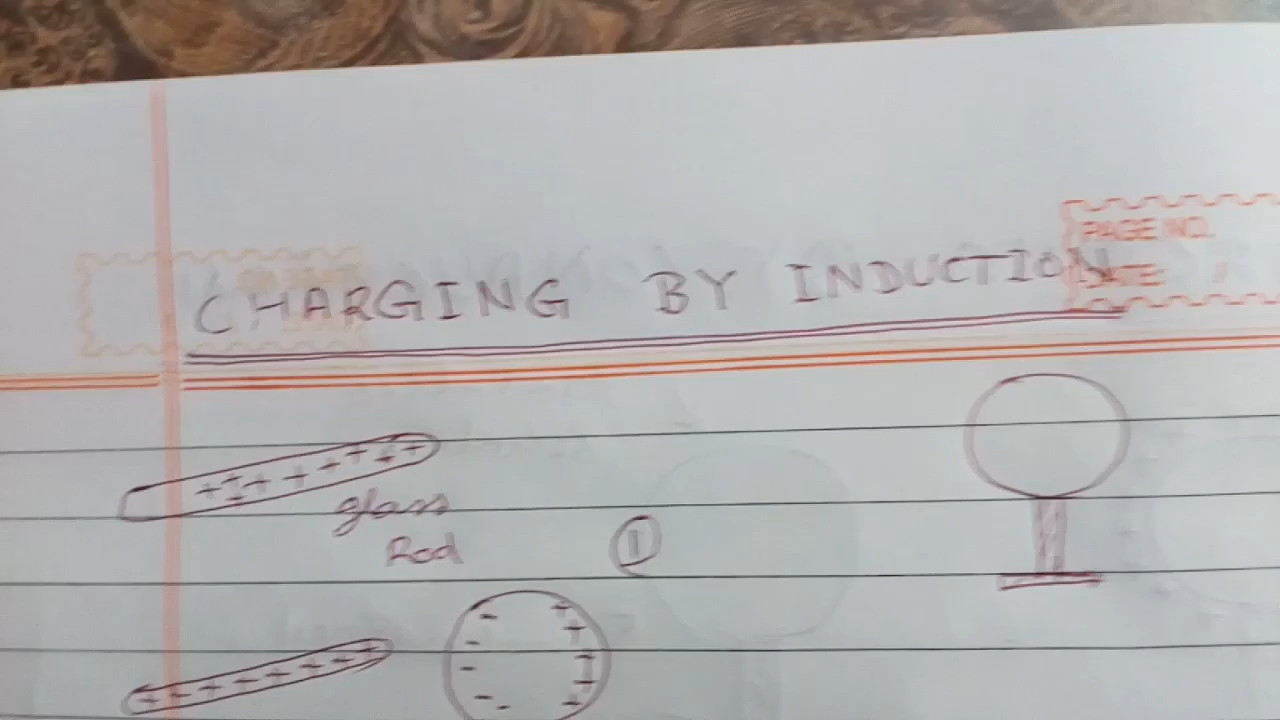 PAGE NO.
DATE:
CHARGING BY INDUCTION
+ + + + + + + + +
glass
Rod
①
- +
- +
- +
- +
+ + + + + + + +